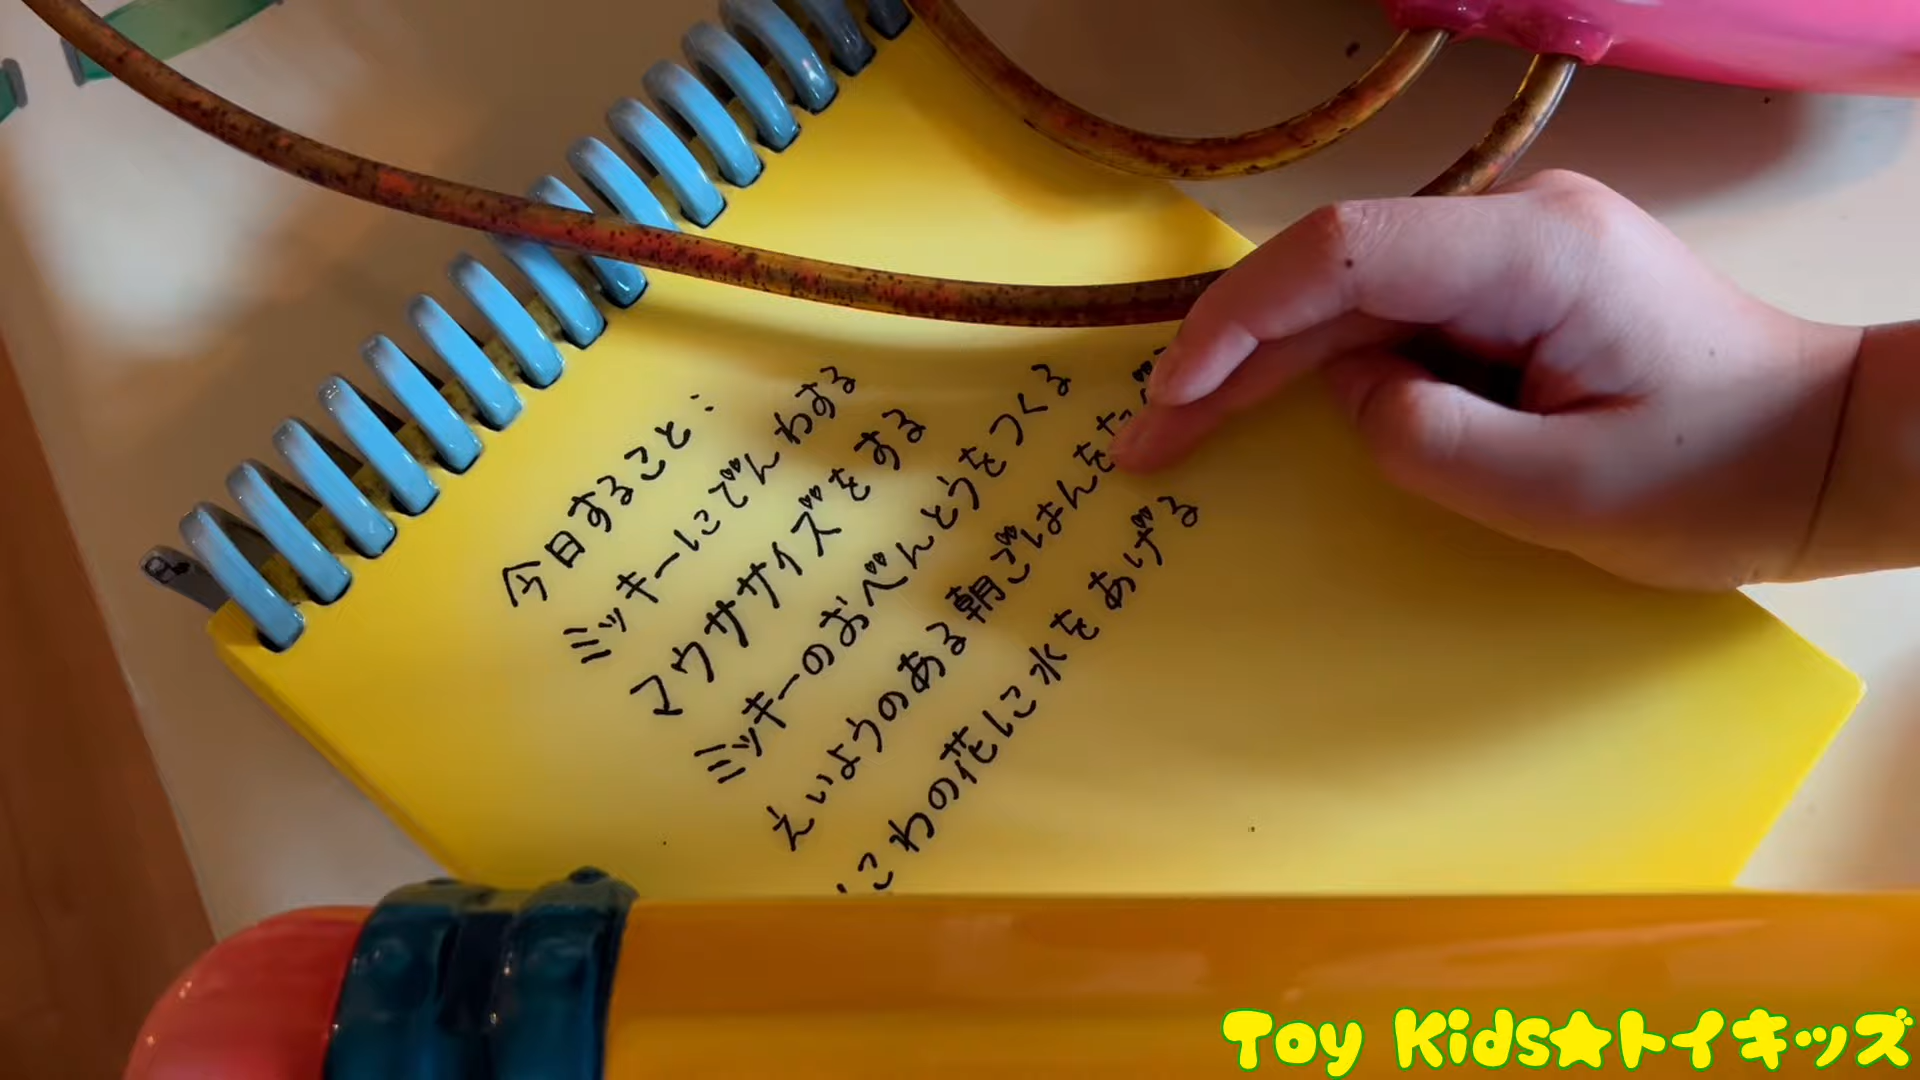 今日すること:
ミッキーにでんわする
マウササイズをする
ミッキーのおべんとうをつくる
えいようのある朝ごはんを
にわの花に水をあげる
Toy Kids★トイキッズ